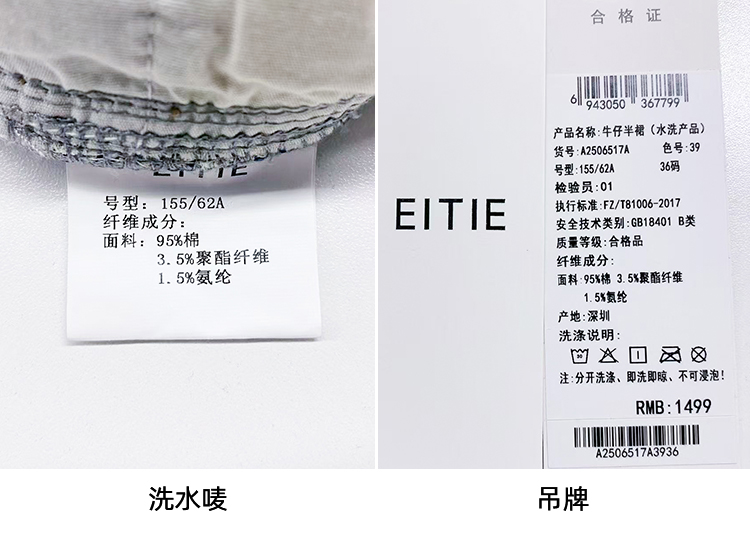 EITIE
号型: 155/62A
纤维成分:
面料: 95%棉
3.5%聚酯纤维
1.5%氨纶
洗水唛
合格证
EITIE
6 943050 367799
产品名称:牛仔半裙(水洗产品)
货号:A2506517A 色号:39
号型:155/62A 36码
检验员:01
执行标准:FZ/T81006-2017
安全技术类别:GB18401 B类
质量等级:合格品
纤维成分:
面料:95%棉 3.5%聚酯纤维
1.5%氨纶
产地:深圳
洗涤说明:
注:分开洗涤、即洗即晾、不可浸泡!
RMB:1499
A2506517A3936
吊牌